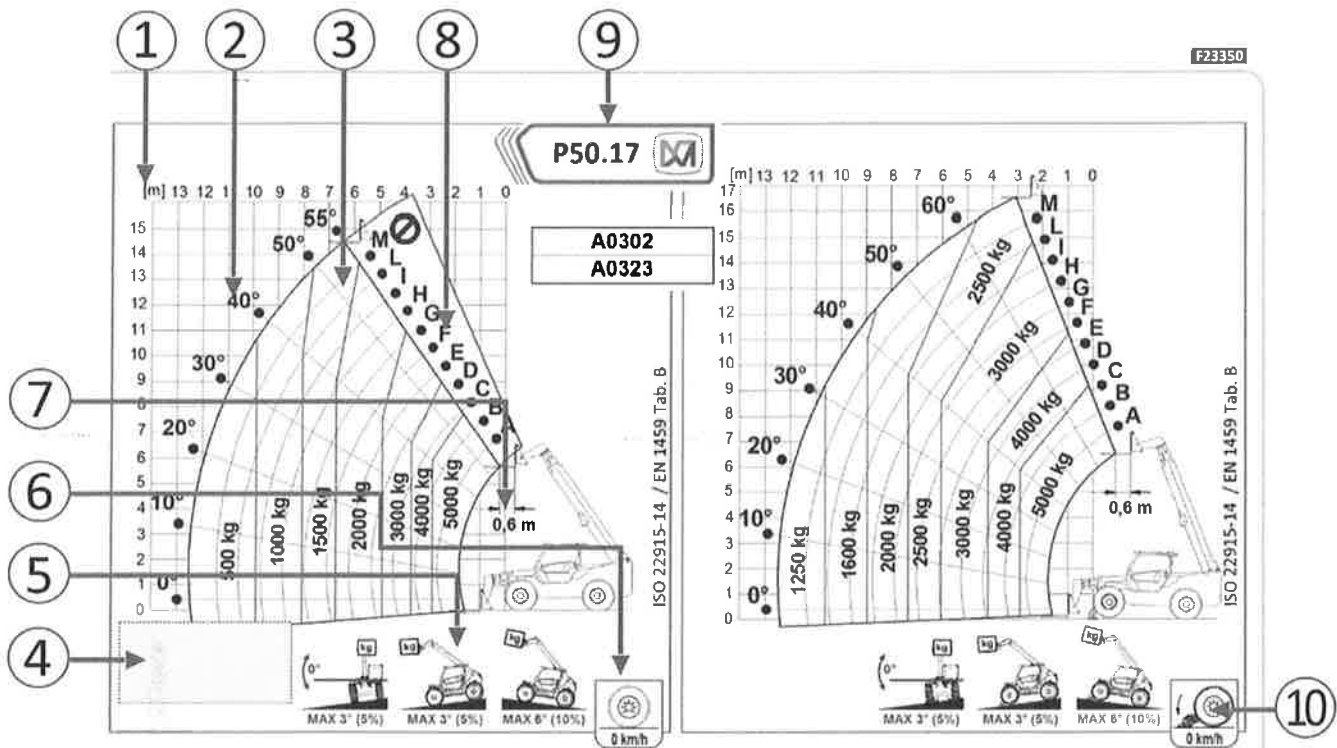 1 2 3 8 9
F23350
P50.17
A0302
A0323
[m] 13 12 11 10 9 8 7 6 5 4 3 2 1 0
15
14
13
12
11
10
9
8
7
6
5
4
3
2
1
0
55°
50°
40°
30°
20°
10°
0°
M
L
I
H
G
F
E
D
C
B
A
500 kg
1000 kg
1500 kg
2000 kg
3000 kg
4000 kg
5000 kg
0,6 m
ISO 22915-14 / EN 1459 Tab. B
7
6
5
4
kg
kg
kg
0°
MAX 3° (5%) MAX 3° (5%) MAX 6° (10%)
0 km/h
[m] 13 12 11 10 9 8 7 6 5 4 3 2 1 0
17
16
15
14
13
12
11
10
9
8
7
6
5
4
3
2
1
0
60°
50°
40°
30°
20°
10°
0°
M
L
I
H
G
F
E
D
C
B
A
2500 kg
3000 kg
4000 kg
5000 kg
1250 kg
1600 kg
2000 kg
2500 kg
3000 kg
4000 kg
0,6 m
ISO 22915-14 / EN 1459 Tab. B
kg
kg
kg
0°
MAX 3° (5%) MAX 3° (5%) MAX 6° (10%)
0 km/h
10